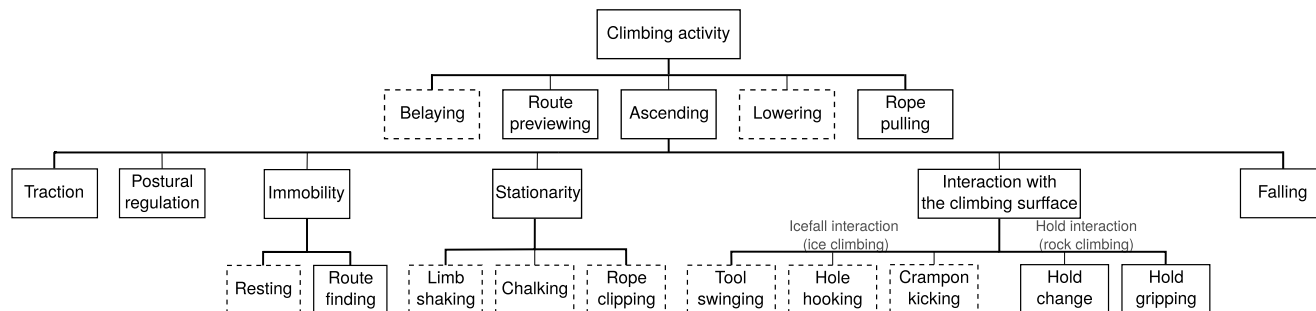 Climbing activity
Belaying
Route
previewing
Ascending
Lowering
Rope
pulling
Traction
Postural
regulation
Immobility
Stationarity
Interaction with
the climbing surfface
Falling
Icefall interaction
(ice climbing)
Hold interaction
(rock climbing)
Resting
Route
finding
Limb
shaking
Chalking
Rope
clipping
Tool
swinging
Hole
hooking
Crampon
kicking
Hold
change
Hold
gripping